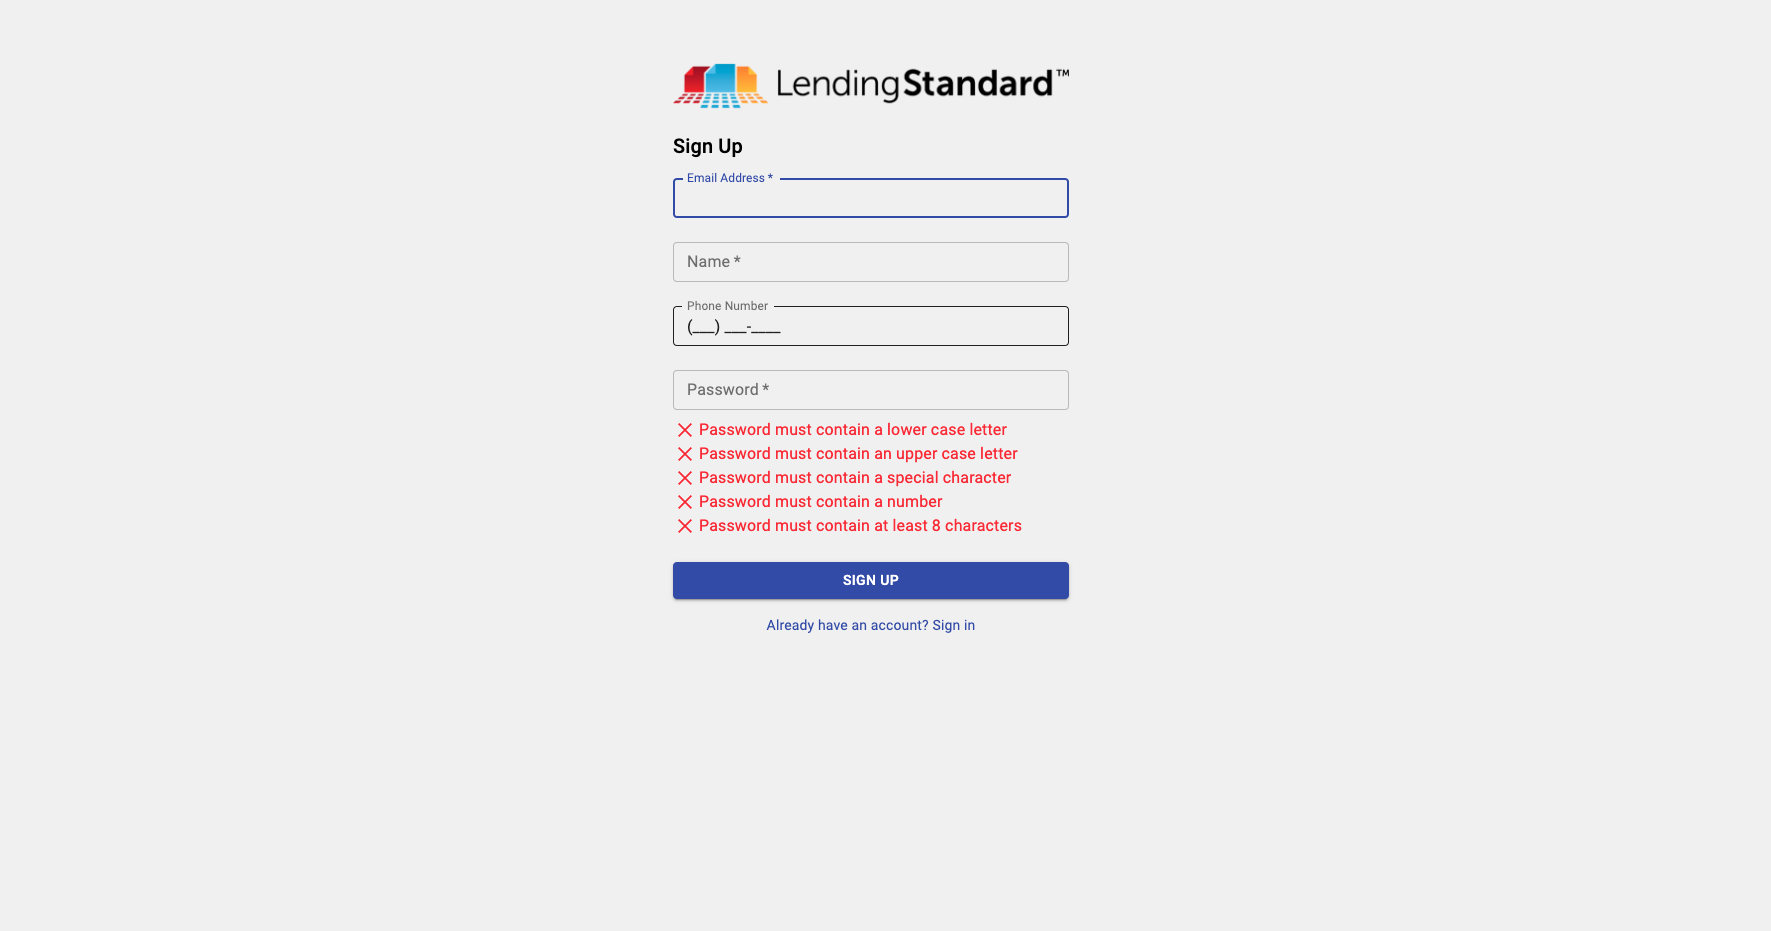 LendingStandard™
Sign Up
Email Address *
Name *
Phone Number
(___) ___-____
Password *
Password must contain a lower case letter
Password must contain an upper case letter
Password must contain a special character
Password must contain a number
Password must contain at least 8 characters
SIGN UP
Already have an account? Sign in